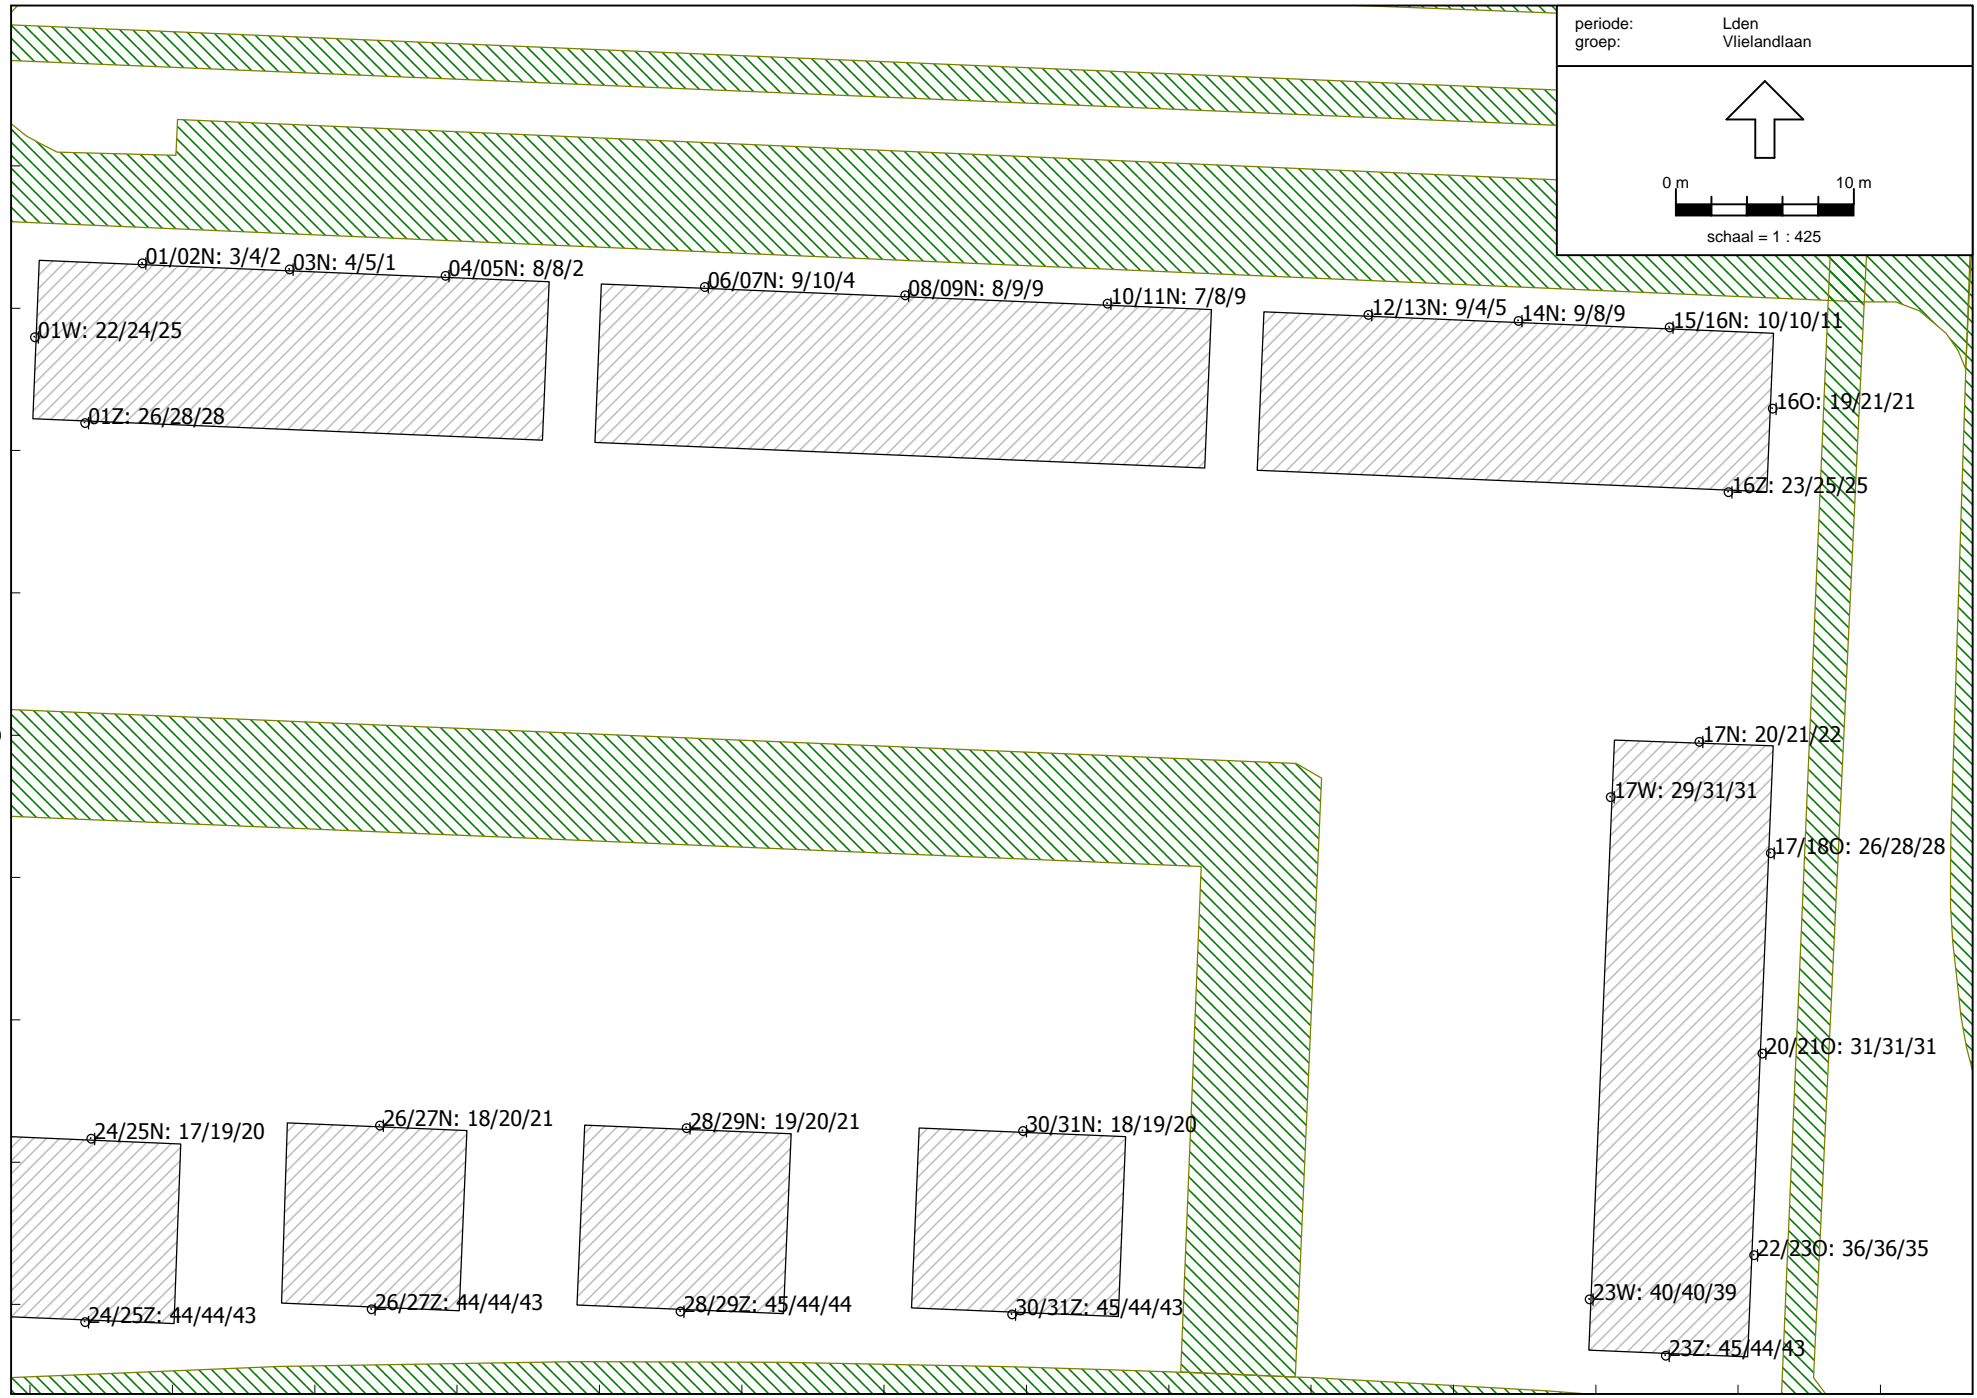 periode: Lden
groep: Vlielandlaan
0 m 10 m
schaal = 1 : 425
01/02N: 3/4/2
03N: 4/5/1
04/05N: 8/8/2
06/07N: 9/10/4
08/09N: 8/9/9
10/11N: 7/8/9
12/13N: 9/4/5
14N: 9/8/9
15/16N: 10/10/11
01W: 22/24/25
01Z: 26/28/28
16O: 19/21/21
16Z: 23/25/25
17N: 20/21/22
17W: 29/31/31
17/18O: 26/28/28
20/21O: 31/31/31
24/25N: 17/19/20
26/27N: 18/20/21
28/29N: 19/20/21
30/31N: 18/19/20
22/23O: 36/36/35
23W: 40/40/39
24/25Z: 44/44/43
26/27Z: 44/44/43
28/29Z: 45/44/44
30/31Z: 45/44/43
23Z: 45/44/43